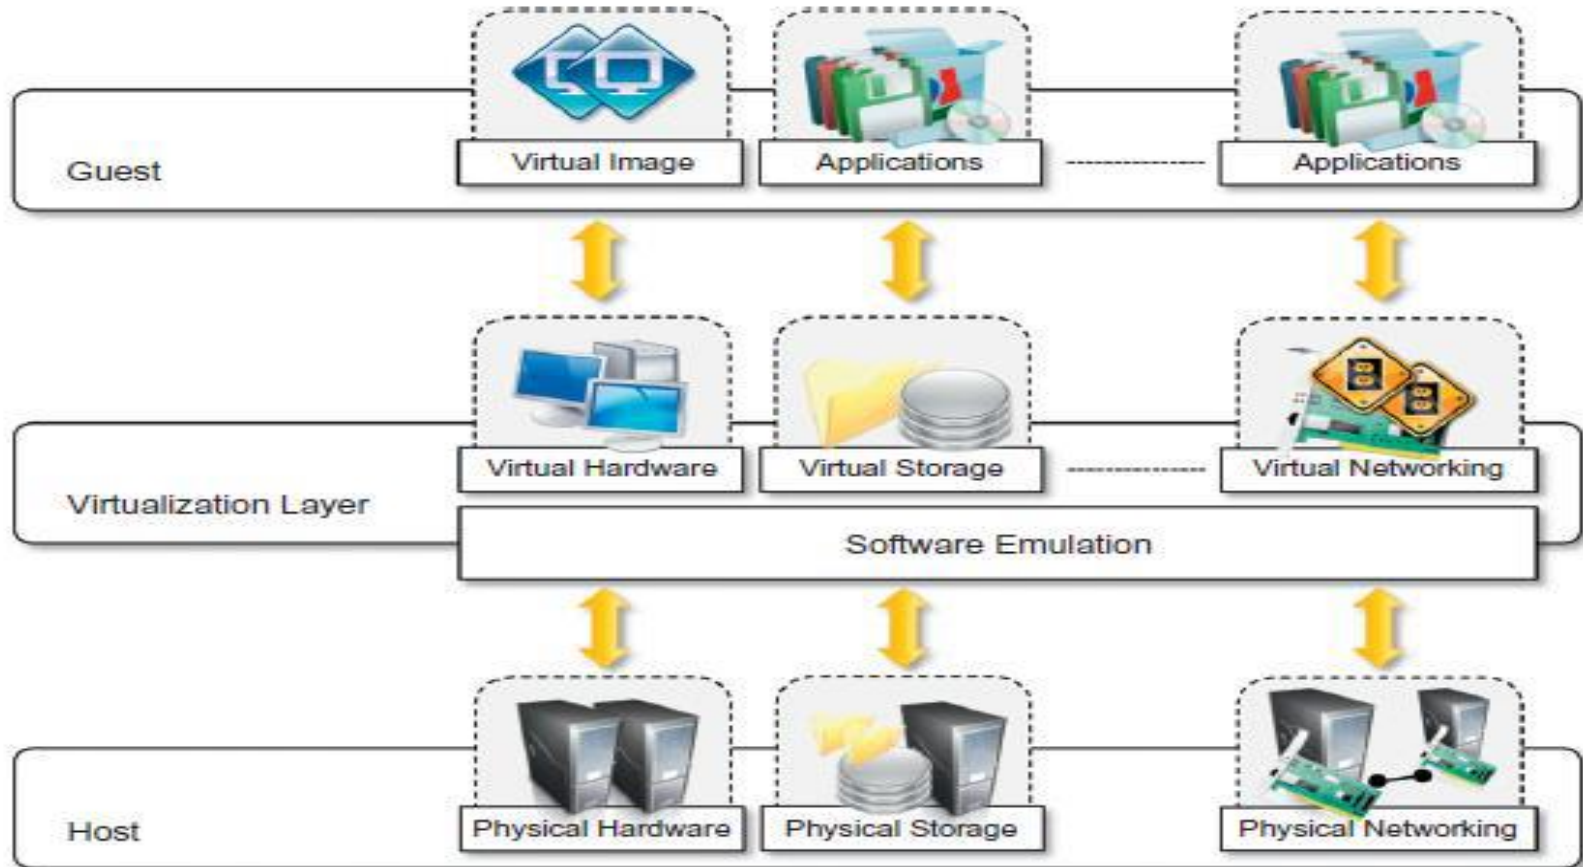 Guest
Virtual Image
Applications
Applications
Virtualization Layer
Virtual Hardware
Virtual Storage
Virtual Networking
Software Emulation
Host
Physical Hardware
Physical Storage
Physical Networking